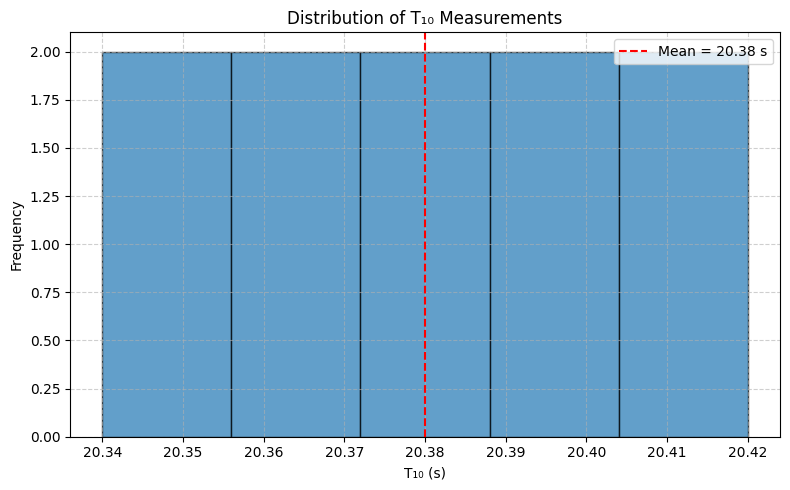 Distribution of T₁₀ Measurements
Mean = 20.38 s
Frequency
2.00
1.75
1.50
1.25
1.00
0.75
0.50
0.25
0.00
20.34 20.35 20.36 20.37 20.38 20.39 20.40 20.41 20.42
T₁₀ (s)